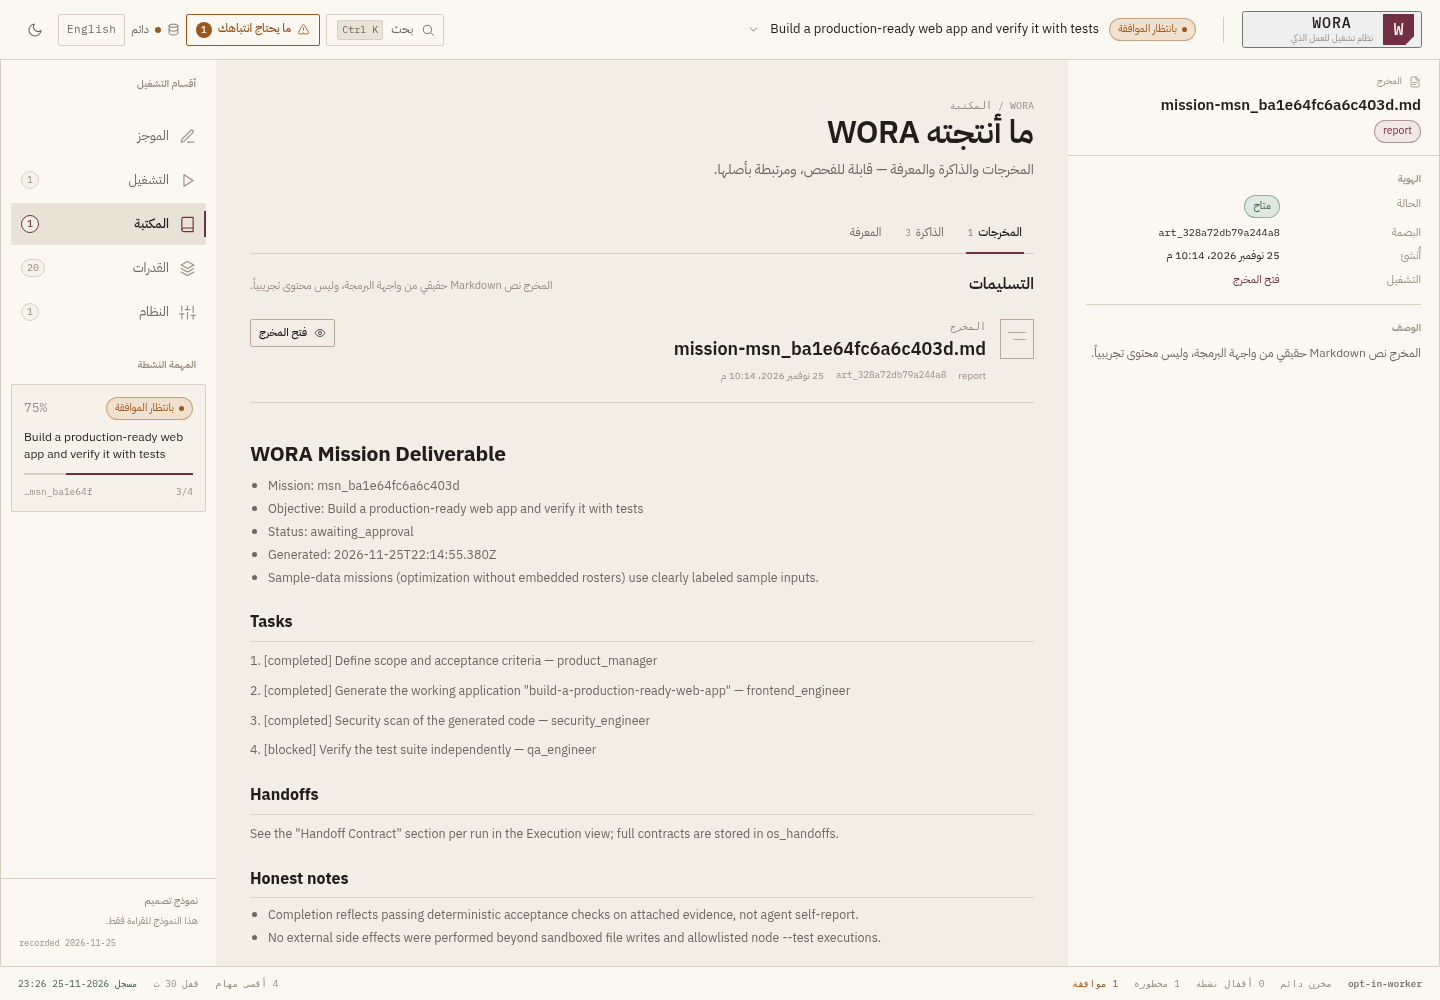 WORA
نظام تشغيل للعمل الذكي
بانتظار الموافقة
Build a production-ready web app and verify it with tests
بحث Ctrl K
ما يحتاج انتباهك 1
دائم
English
المخرج
mission-msn_ba1e64fc6a6c403d.md
report
الهوية
الحالة متاح
البصمة art_328a72db79a244a8
أُنشئ 25 نوفمبر 2026، 10:14 م
التشغيل فتح المخرج
الوصف
المخرج نص Markdown حقيقي من واجهة البرمجة، وليس محتوى تجريبياً.
WORA / المكتبة
ما أنتجته WORA
المخرجات والذاكرة والمعرفة — قابلة للفحص، ومرتبطة بأصلها.
المخرجات 1
الذاكرة 3
المعرفة
التسليمات
المخرج نص Markdown حقيقي من واجهة البرمجة، وليس محتوى تجريبياً.
المخرج
mission-msn_ba1e64fc6a6c403d.md
report art_328a72db79a244a8 25 نوفمبر 2026، 10:14 م
فتح المخرج
WORA Mission Deliverable
• Mission: msn_ba1e64fc6a6c403d
• Objective: Build a production-ready web app and verify it with tests
• Status: awaiting_approval
• Generated: 2026-11-25T22:14:55.380Z
• Sample-data missions (optimization without embedded rosters) use clearly labeled sample inputs.
Tasks
1. [completed] Define scope and acceptance criteria — product_manager
2. [completed] Generate the working application "build-a-production-ready-web-app" — frontend_engineer
3. [completed] Security scan of the generated code — security_engineer
4. [blocked] Verify the test suite independently — qa_engineer
Handoffs
See the "Handoff Contract" section per run in the Execution view; full contracts are stored in os_handoffs.
Honest notes
• Completion reflects passing deterministic acceptance checks on attached evidence, not agent self-report.
• No external side effects were performed beyond sandboxed file writes and allowlisted node --test executions.
أقسام التشغيل
الموجز
التشغيل 1
المكتبة 1
القدرات 20
النظام 1
المهمة النشطة
بانتظار الموافقة 75%
Build a production-ready web
app and verify it with tests
3/4 msn_ba1e64f…
نموذج تصميم
هذا النموذج للقراءة فقط.
recorded 2026-11-25
opt-in-worker
مخزن دائم
0 أقفال نشطة
1 محظورة
1 موافقة
4 أقصى مهام
قفل 30 ث
مسجل 2026-11-25 23:26